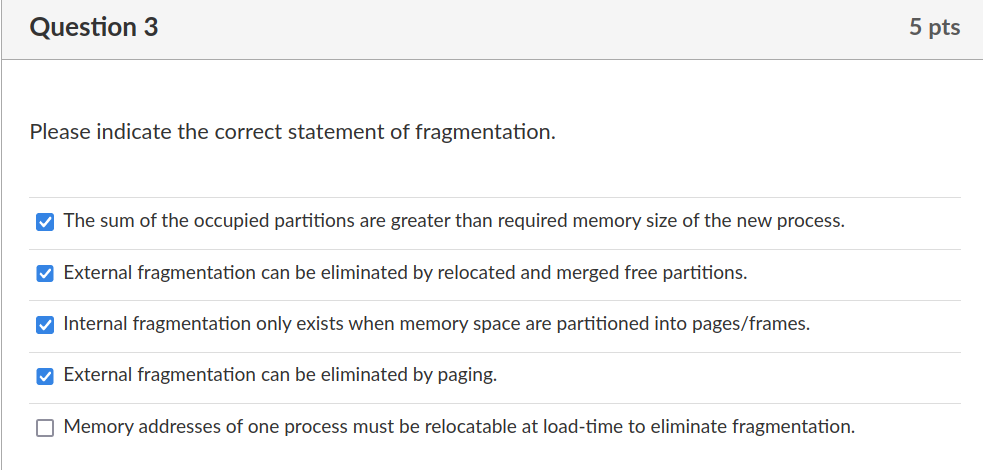 Question 3
5 pts
Please indicate the correct statement of fragmentation.
The sum of the occupied partitions are greater than required memory size of the new process.
External fragmentation can be eliminated by relocated and merged free partitions.
Internal fragmentation only exists when memory space are partitioned into pages/frames.
External fragmentation can be eliminated by paging.
Memory addresses of one process must be relocatable at load-time to eliminate fragmentation.